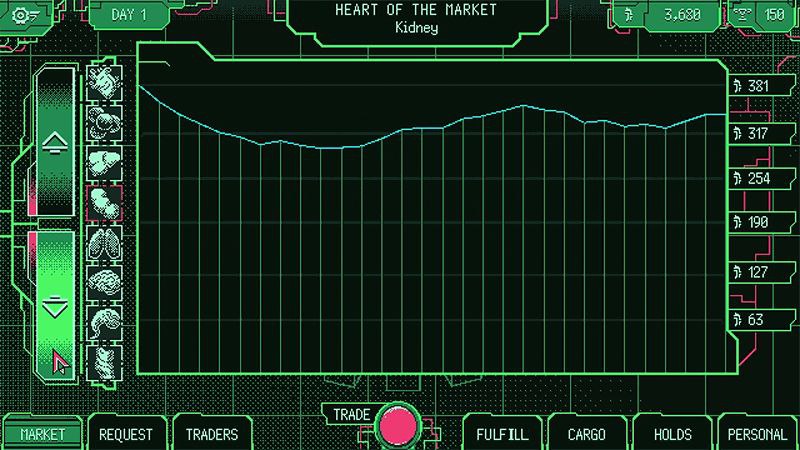 DAY 1
HEART OF THE MARKET
Kidney
3,680
150
381
317
254
190
127
63
TRADE
MARKET
REQUEST
TRADERS
FULFILL
CARGO
HOLDS
PERSONAL